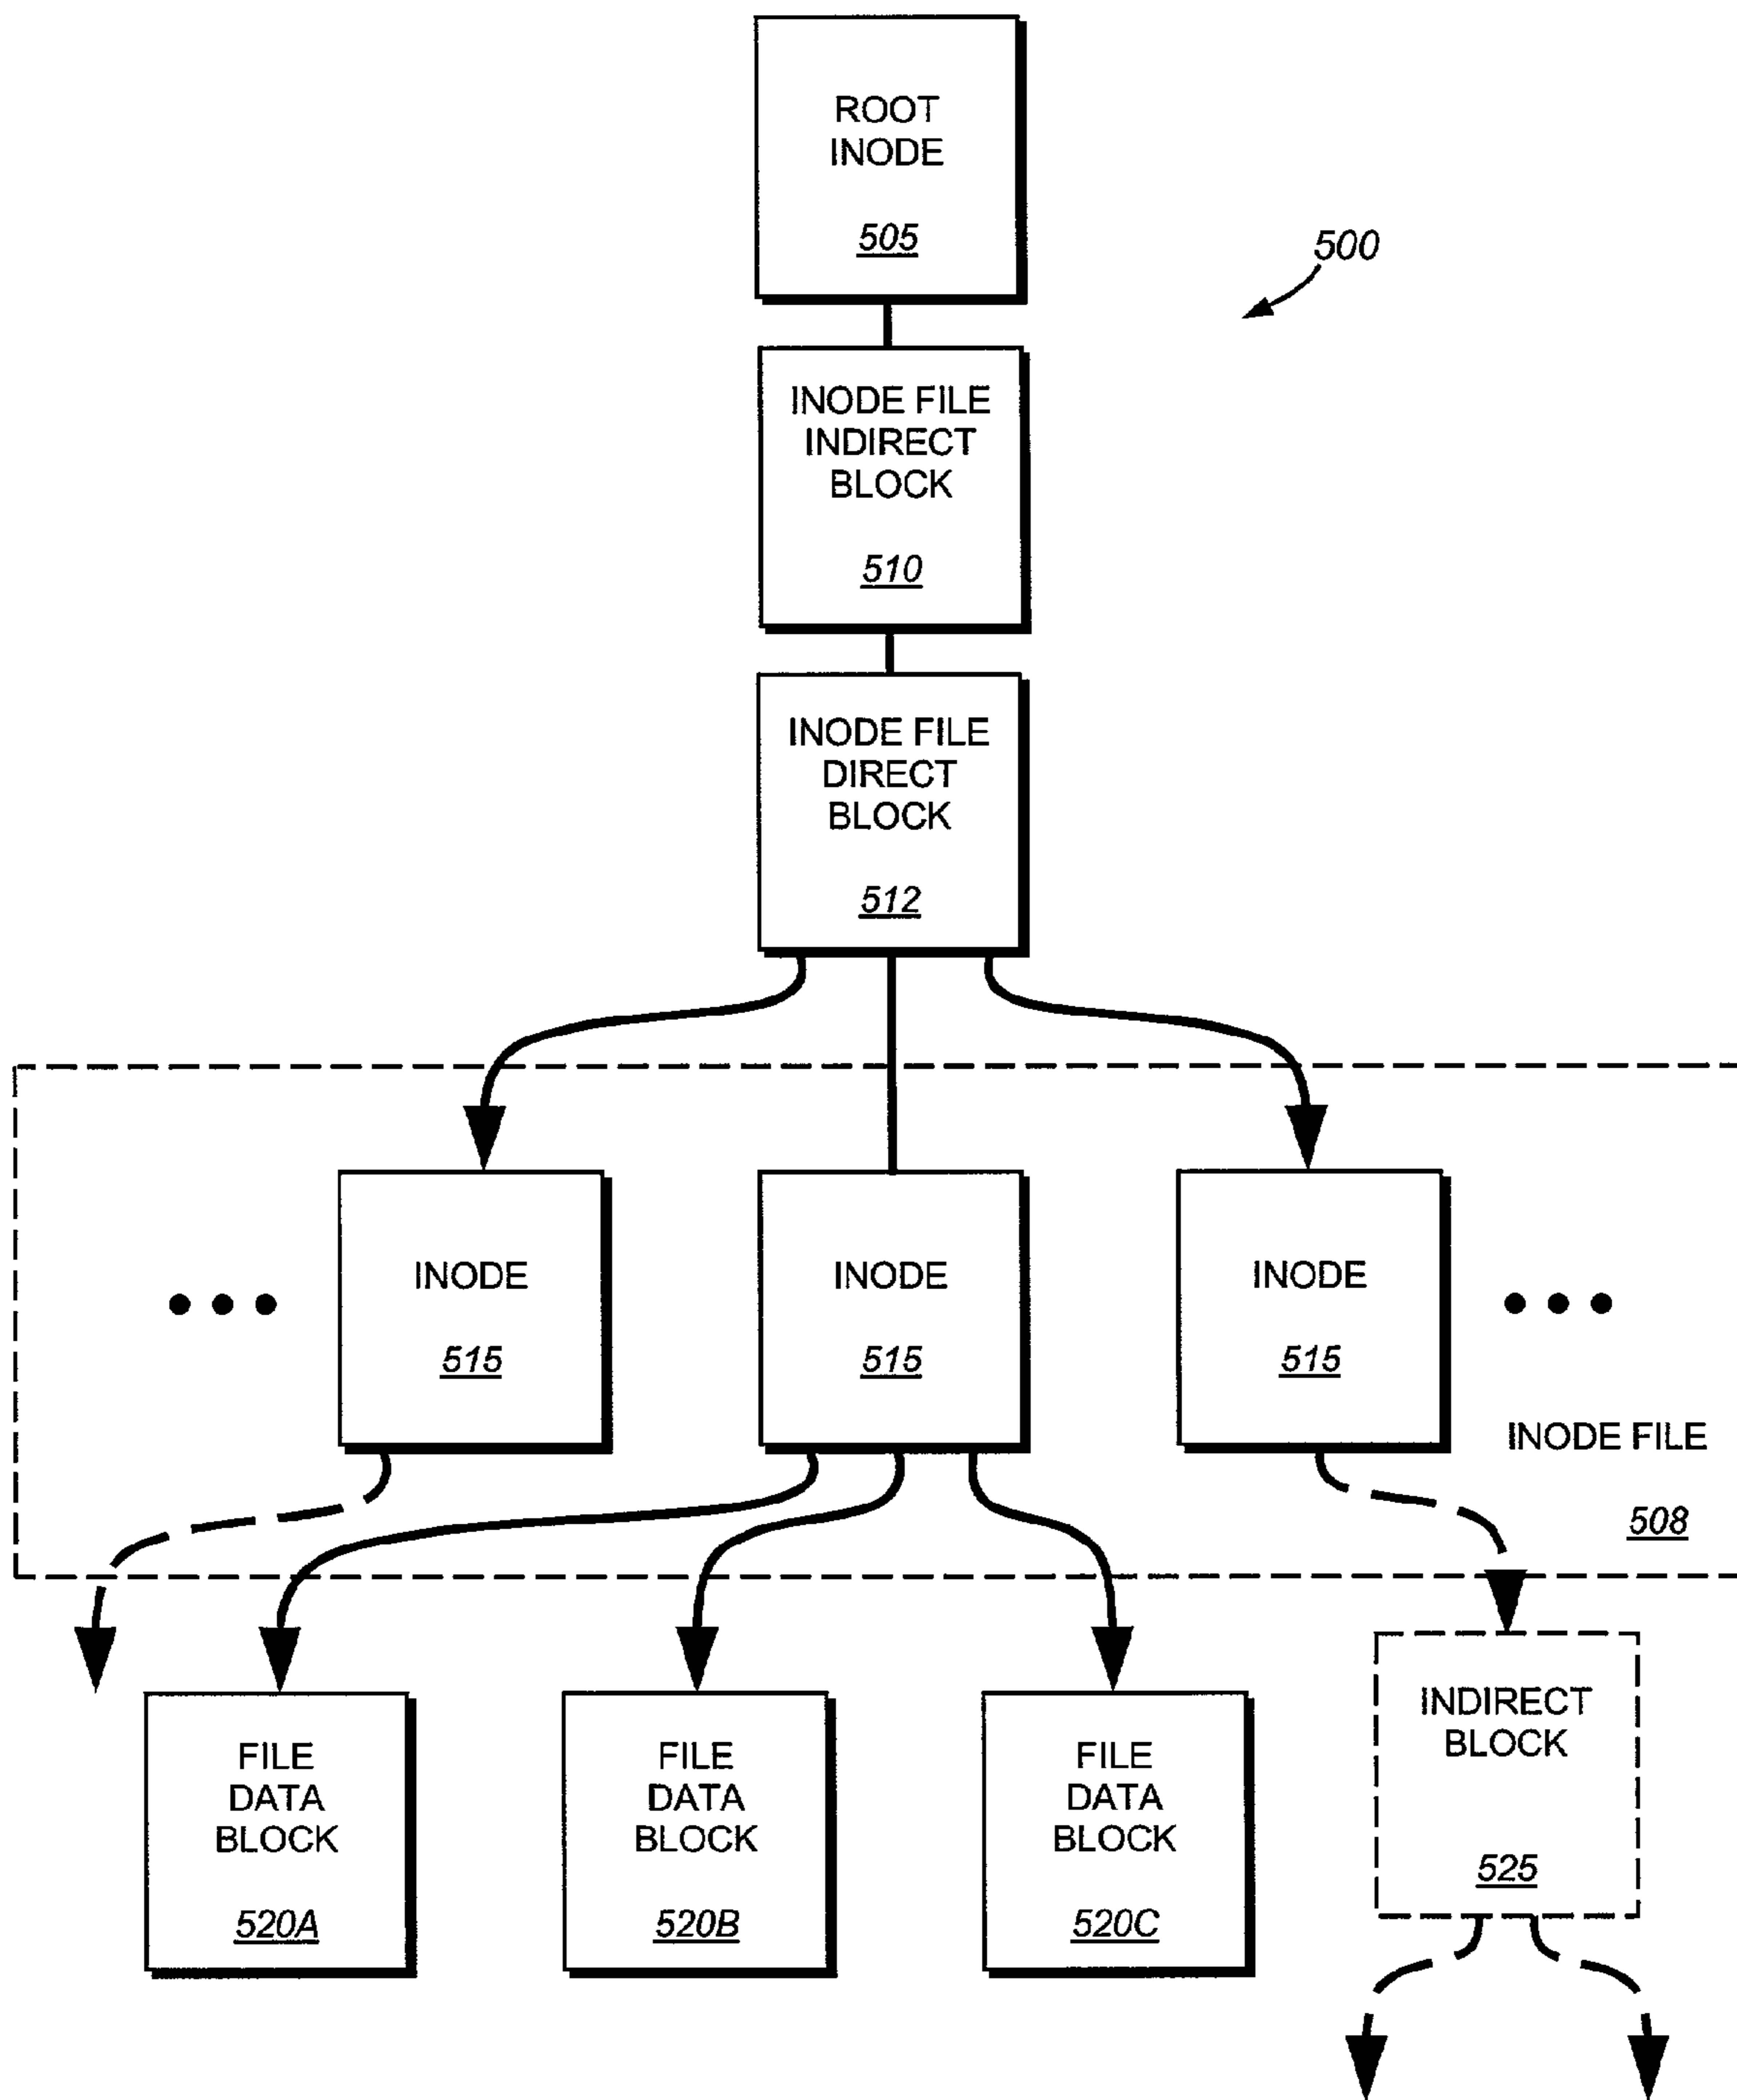 ROOT
INODE
505
500
INODE FILE
INDIRECT
BLOCK
510
INODE FILE
DIRECT
BLOCK
512
INODE
515
INODE
515
INODE
515
INODE FILE
508
FILE
DATA
BLOCK
520A
FILE
DATA
BLOCK
520B
FILE
DATA
BLOCK
520C
INDIRECT
BLOCK
525